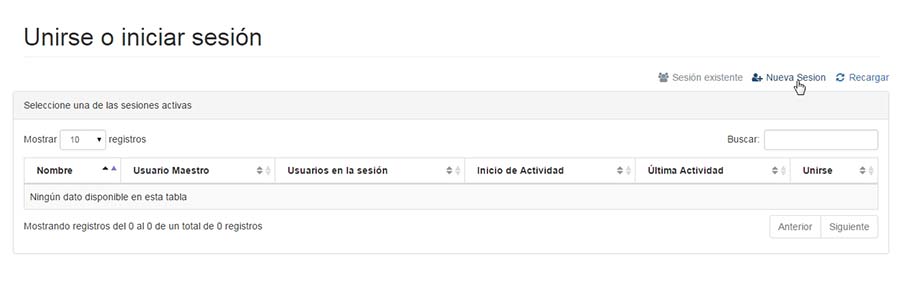 Unirse o iniciar sesión
Sesión existente Nueva Sesion Recargar
Seleccione una de las sesiones activas
Mostrar 10 registros Buscar:
Nombre Usuario Maestro Usuarios en la sesión Inicio de Actividad Última Actividad Unirse
Ningún dato disponible en esta tabla
Mostrando registros del 0 al 0 de un total de 0 registros Anterior Siguiente